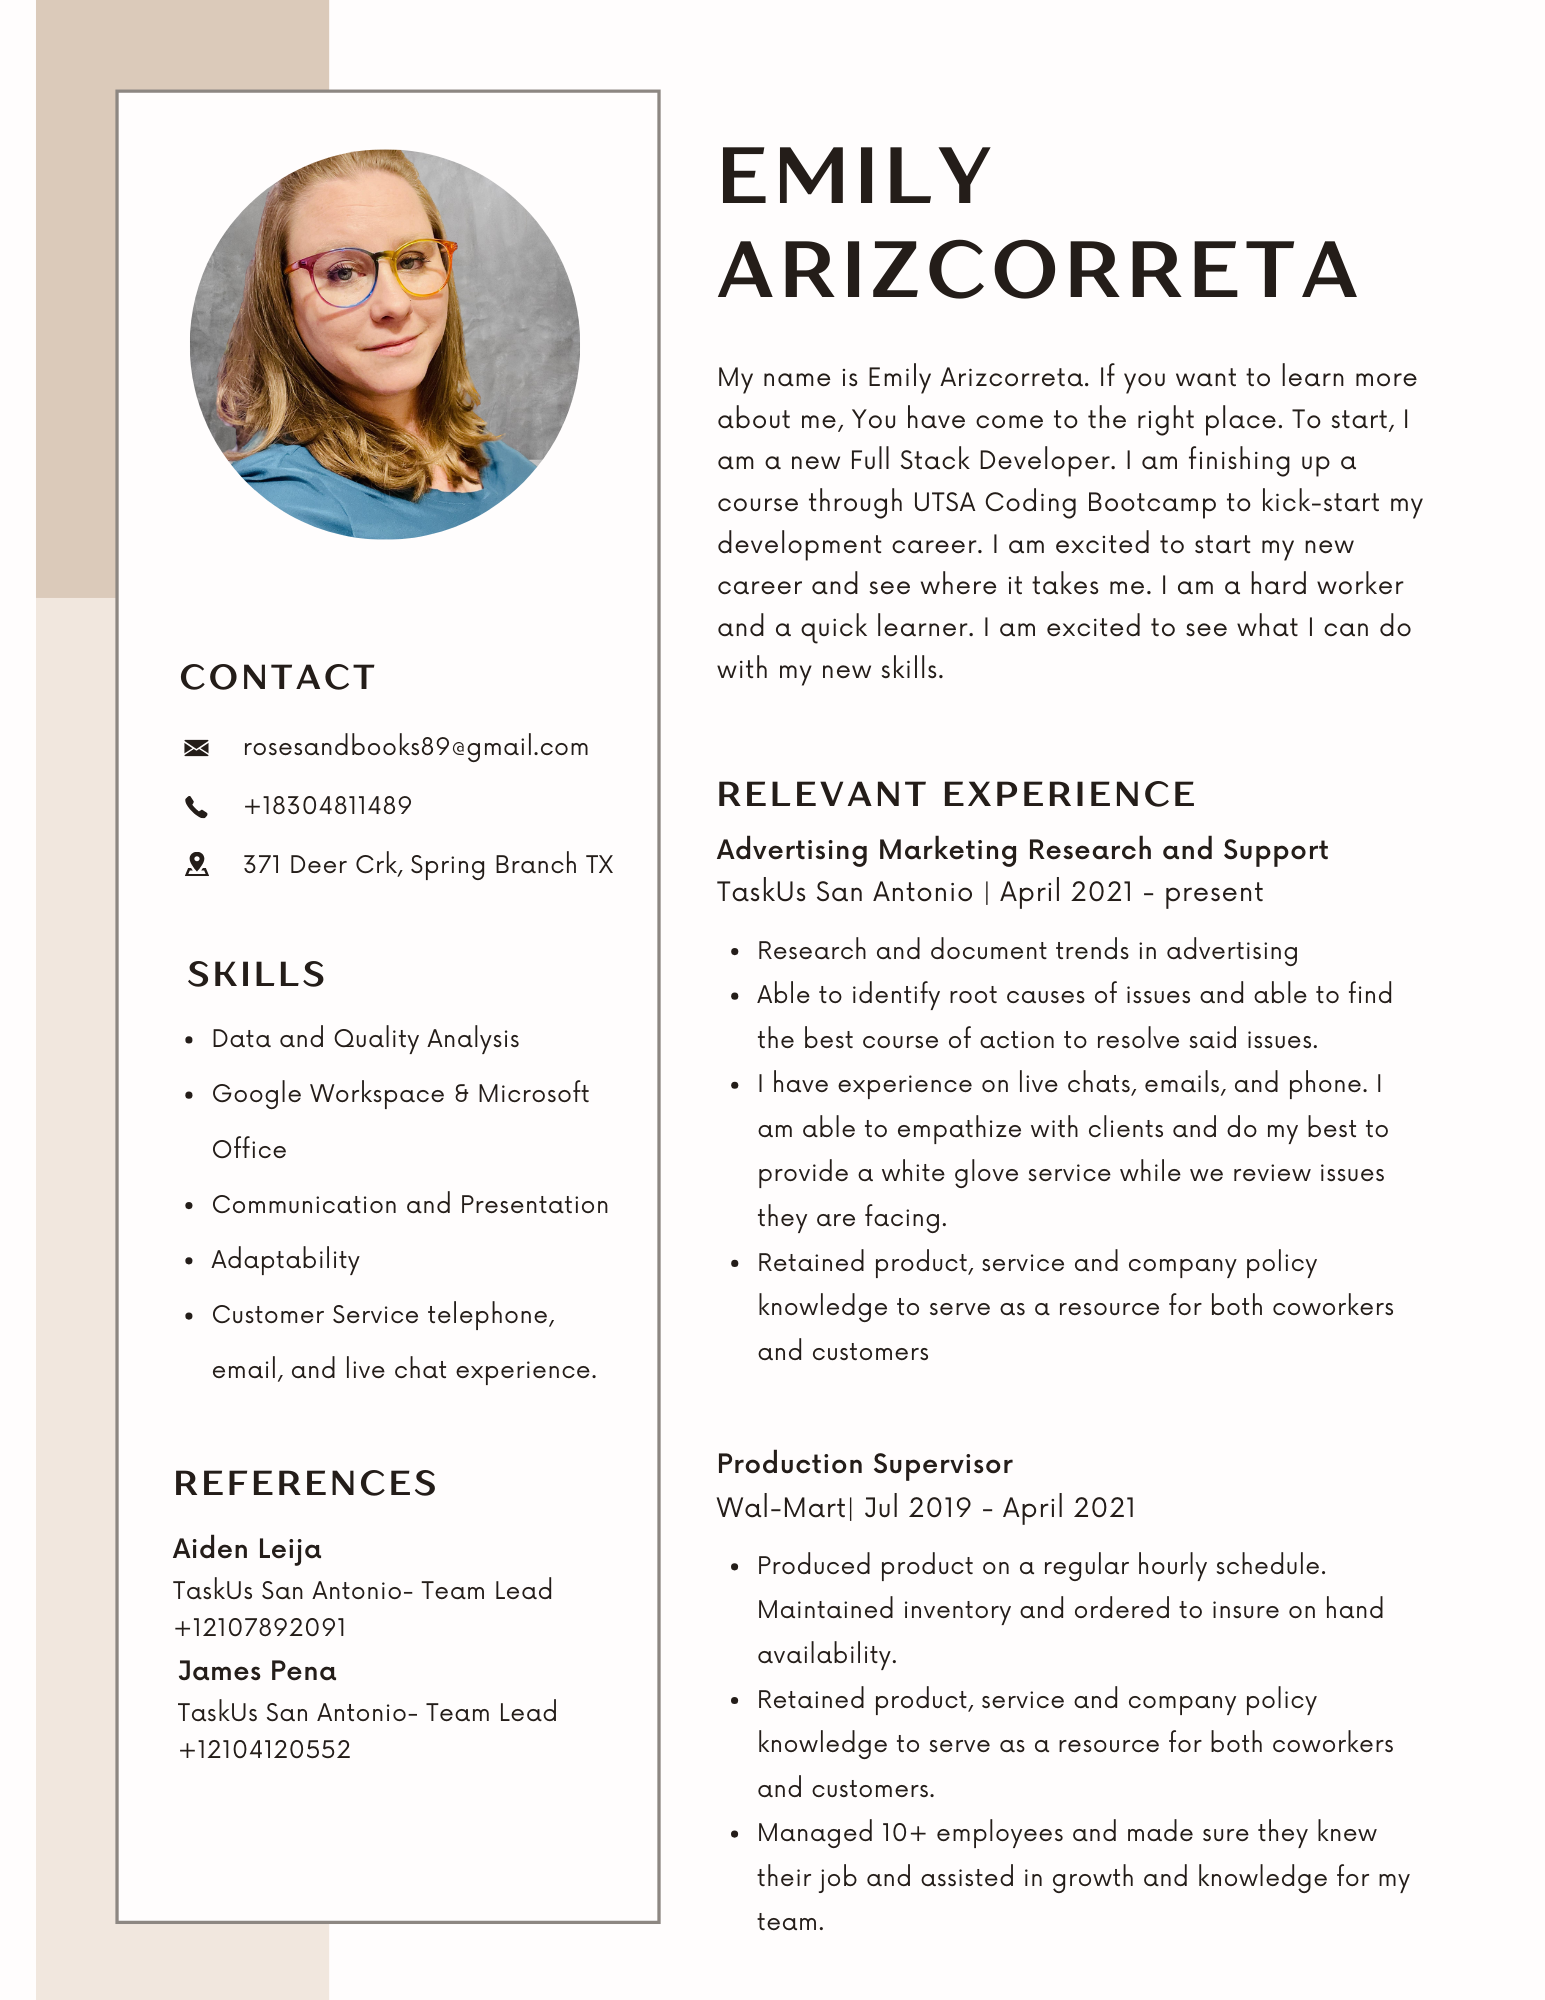 EMILY
ARIZCORRETA
My name is Emily Arizcorreta. If you want to learn more
about me, You have come to the right place. To start, I
am a new Full Stack Developer. I am finishing up a
course through UTSA Coding Bootcamp to kick-start my
development career. I am excited to start my new
career and see where it takes me. I am a hard worker
and a quick learner. I am excited to see what I can do
with my new skills.
CONTACT
rosesandbooks89@gmail.com
+18304811489
371 Deer Crk, Spring Branch TX
SKILLS
• Data and Quality Analysis
• Google Workspace & Microsoft
Office
• Communication and Presentation
• Adaptability
• Customer Service telephone,
email, and live chat experience.
REFERENCES
Aiden Leija
TaskUs San Antonio- Team Lead
+12107892091
James Pena
TaskUs San Antonio- Team Lead
+12104120552
RELEVANT EXPERIENCE
Advertising Marketing Research and Support
TaskUs San Antonio | April 2021 - present
• Research and document trends in advertising
• Able to identify root causes of issues and able to find
the best course of action to resolve said issues.
• I have experience on live chats, emails, and phone. I
am able to empathize with clients and do my best to
provide a white glove service while we review issues
they are facing.
• Retained product, service and company policy
knowledge to serve as a resource for both coworkers
and customers
Production Supervisor
Wal-Mart| Jul 2019 - April 2021
• Produced product on a regular hourly schedule.
Maintained inventory and ordered to insure on hand
availability.
• Retained product, service and company policy
knowledge to serve as a resource for both coworkers
and customers.
• Managed 10+ employees and made sure they knew
their job and assisted in growth and knowledge for my
team.